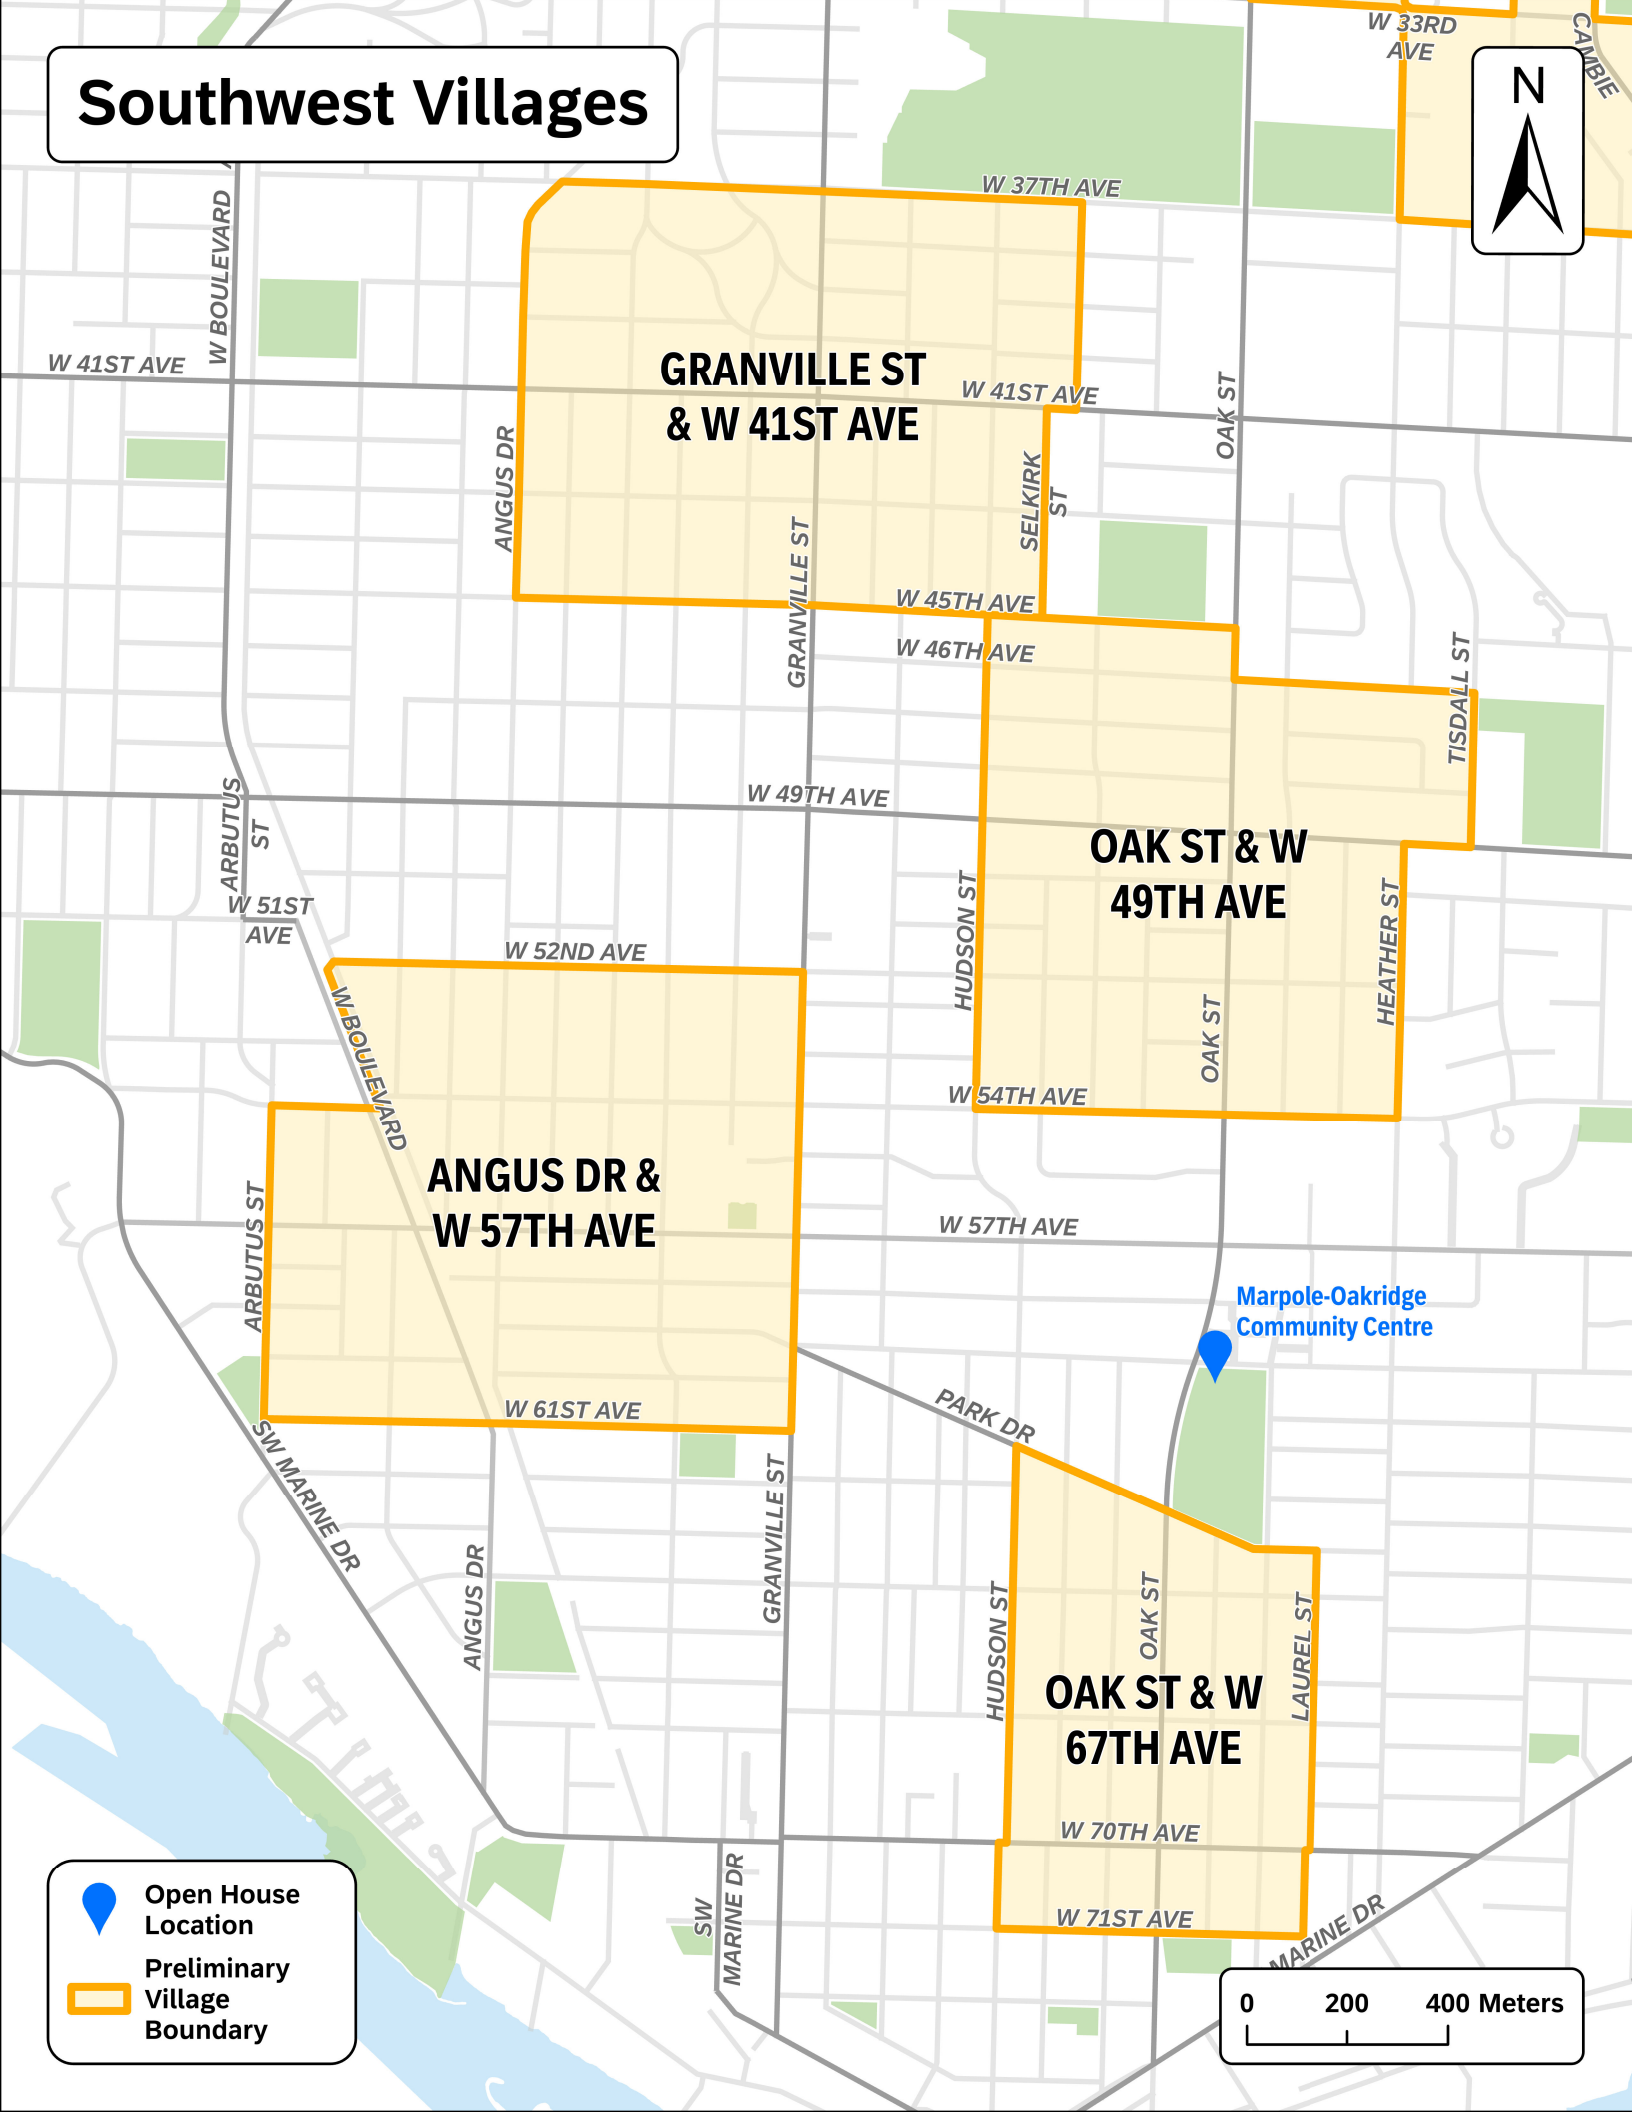 Southwest Villages
W 33RD
AVE
CAMBIE
N
W 37TH AVE
W BOULEVARD
W 41ST AVE
GRANVILLE ST
& W 41ST AVE
W 41ST AVE
OAK ST
ANGUS DR
SELKIRK
ST
GRANVILLE ST
W 45TH AVE
W 46TH AVE
TISDALL ST
W 49TH AVE
ARBUTUS
ST
OAK ST & W
49TH AVE
HUDSON ST
HEATHER ST
W 51ST
AVE
W 52ND AVE
W BOULEVARD
OAK ST
W 54TH AVE
ANGUS DR &
W 57TH AVE
ARBUTUS ST
W 57TH AVE
Marpole-Oakridge
Community Centre
W 61ST AVE
PARK DR
SW MARINE DR
GRANVILLE ST
ANGUS DR
HUDSON ST
OAK ST
LAUREL ST
OAK ST & W
67TH AVE
W 70TH AVE
SW
MARINE DR
W 71ST AVE
MARINE DR
Open House
Location
Preliminary
Village
Boundary
0 200 400 Meters